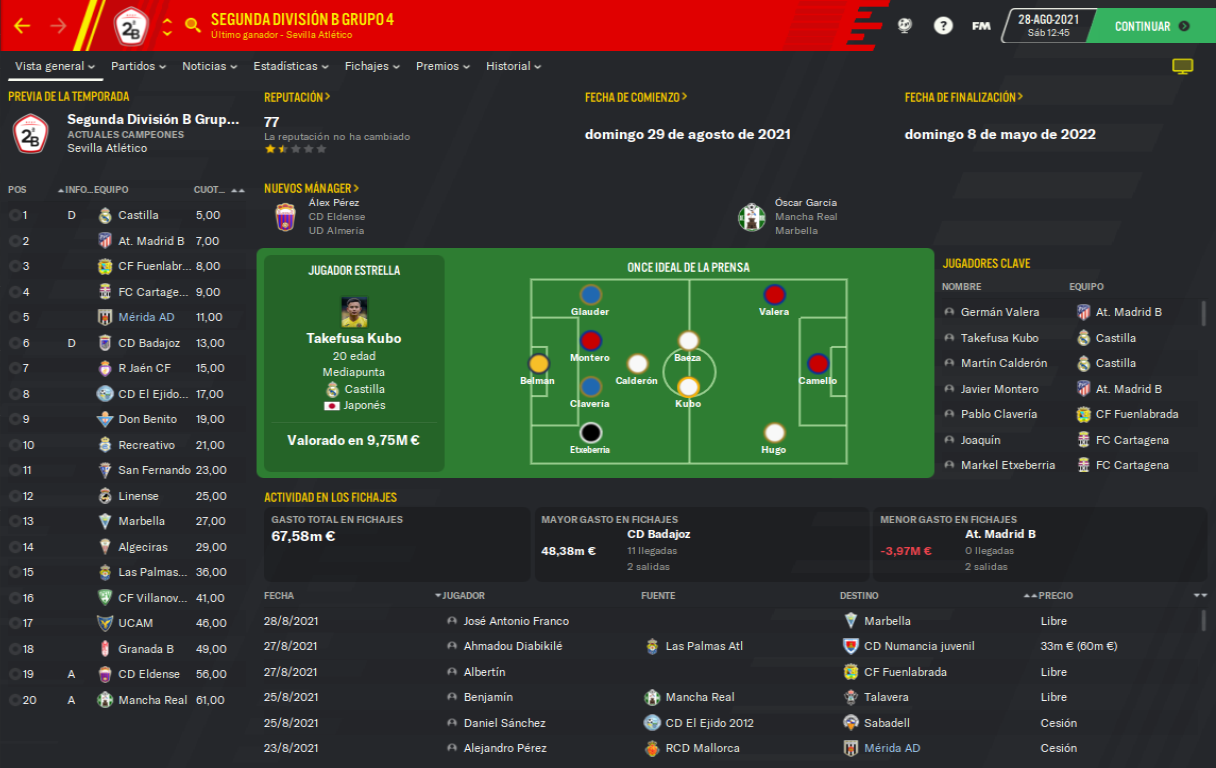 SEGUNDA DIVISIÓN B GRUPO 4
Último ganador - Sevilla Atlético
28-AGO-2021
Sáb 12:45
CONTINUAR
2ªB
?
FM
Vista general
Partidos
Noticias
Estadísticas
Fichajes
Premios
Historial
PREVIA DE LA TEMPORADA
2ªB
Segunda División B Grup...
ACTUALES CAMPEONES
Sevilla Atlético
REPUTACIÓN >
77
La reputación no ha cambiado
FECHA DE COMIENZO >
domingo 29 de agosto de 2021
FECHA DE FINALIZACIÓN >
domingo 8 de mayo de 2022
POS INFO... EQUIPO CUOT...
1 D Castilla 5,00
2 At. Madrid B 7,00
3 CF Fuenlabr... 8,00
4 FC Cartage... 9,00
5 Mérida AD 11,00
6 D CD Badajoz 13,00
7 R Jaén CF 15,00
8 CD El Ejido... 17,00
9 Don Benito 19,00
10 Recreativo 21,00
11 San Fernando 23,00
12 Linense 25,00
13 Marbella 27,00
14 Algeciras 29,00
15 Las Palmas... 36,00
16 CF Villanov... 41,00
17 UCAM 46,00
18 Granada B 49,00
19 A CD Eldense 56,00
20 A Mancha Real 61,00
NUEVOS MÁNAGER >
Álex Pérez
CD Eldense
UD Almería
Óscar García
Mancha Real
Marbella
JUGADOR ESTRELLA
Takefusa Kubo
20 edad
Mediapunta
Castilla
Japonés
Valorado en 9,75M €
ONCE IDEAL DE LA PRENSA
Glauder
Valera
Montero
Baeza
Belmán
Calderón
Camello
Clavería
Kubo
Etxeberria
Hugo
JUGADORES CLAVE
NOMBRE EQUIPO
Germán Valera At. Madrid B
Takefusa Kubo Castilla
Martín Calderón Castilla
Javier Montero At. Madrid B
Pablo Clavería CF Fuenlabrada
Joaquín FC Cartagena
Markel Etxeberria FC Cartagena
ACTIVIDAD EN LOS FICHAJES
GASTO TOTAL EN FICHAJES
67,58m €
MAYOR GASTO EN FICHAJES
CD Badajoz
48,38m €
11 llegadas
2 salidas
MENOR GASTO EN FICHAJES
At. Madrid B
-3,97M €
0 llegadas
2 salidas
FECHA JUGADOR FUENTE DESTINO PRECIO
28/8/2021 José Antonio Franco Marbella Libre
27/8/2021 Ahmadou Diabikilé Las Palmas Atl CD Numancia juvenil 33m € (60m €)
27/8/2021 Albertín CF Fuenlabrada Libre
25/8/2021 Benjamín Mancha Real Talavera Libre
25/8/2021 Daniel Sánchez CD El Ejido 2012 Sabadell Cesión
23/8/2021 Alejandro Pérez RCD Mallorca Mérida AD Cesión